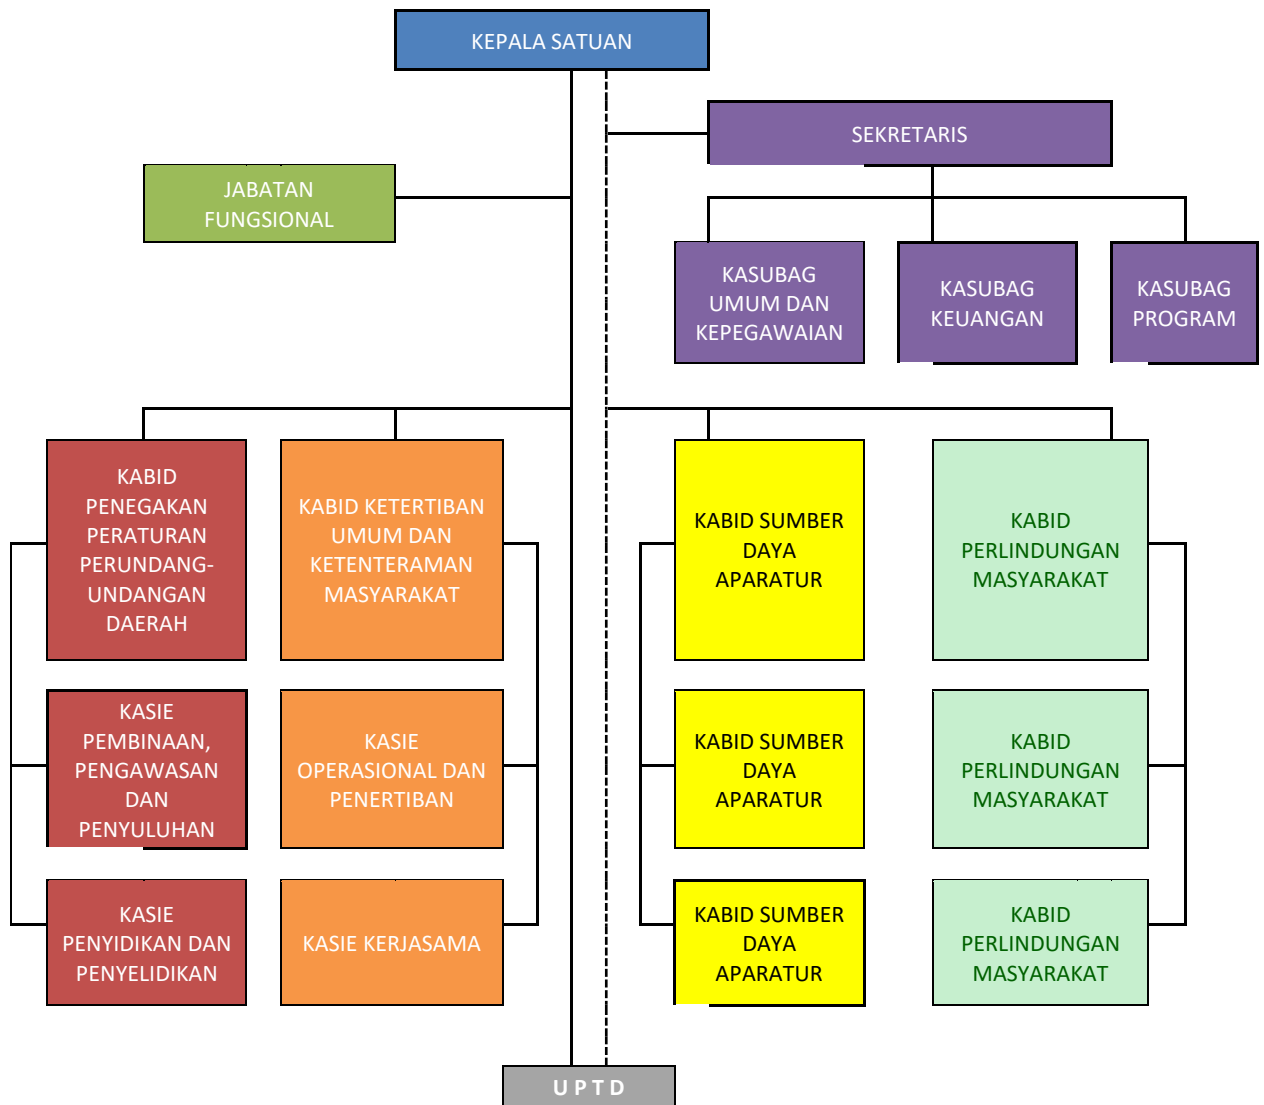 KEPALA SATUAN
SEKRETARIS
JABATAN
FUNGSIONAL
KASUBAG
UMUM DAN
KEPEGAWAIAN
KASUBAG
KEUANGAN
KASUBAG
PROGRAM
KABID
PENEGAKAN
PERATURAN
PERUNDANG-
UNDANGAN
DAERAH
KABID KETERTIBAN
UMUM DAN
KETENTERAMAN
MASYARAKAT
KABID SUMBER
DAYA
APARATUR
KABID
PERLINDUNGAN
MASYARAKAT
KASIE
PEMBINAAN,
PENGAWASAN
DAN
PENYULUHAN
KASIE
OPERASIONAL DAN
PENERTIBAN
KABID SUMBER
DAYA
APARATUR
KABID
PERLINDUNGAN
MASYARAKAT
KASIE
PENYIDIKAN DAN
PENYELIDIKAN
KASIE KERJASAMA
KABID SUMBER
DAYA
APARATUR
KABID
PERLINDUNGAN
MASYARAKAT
U P T D